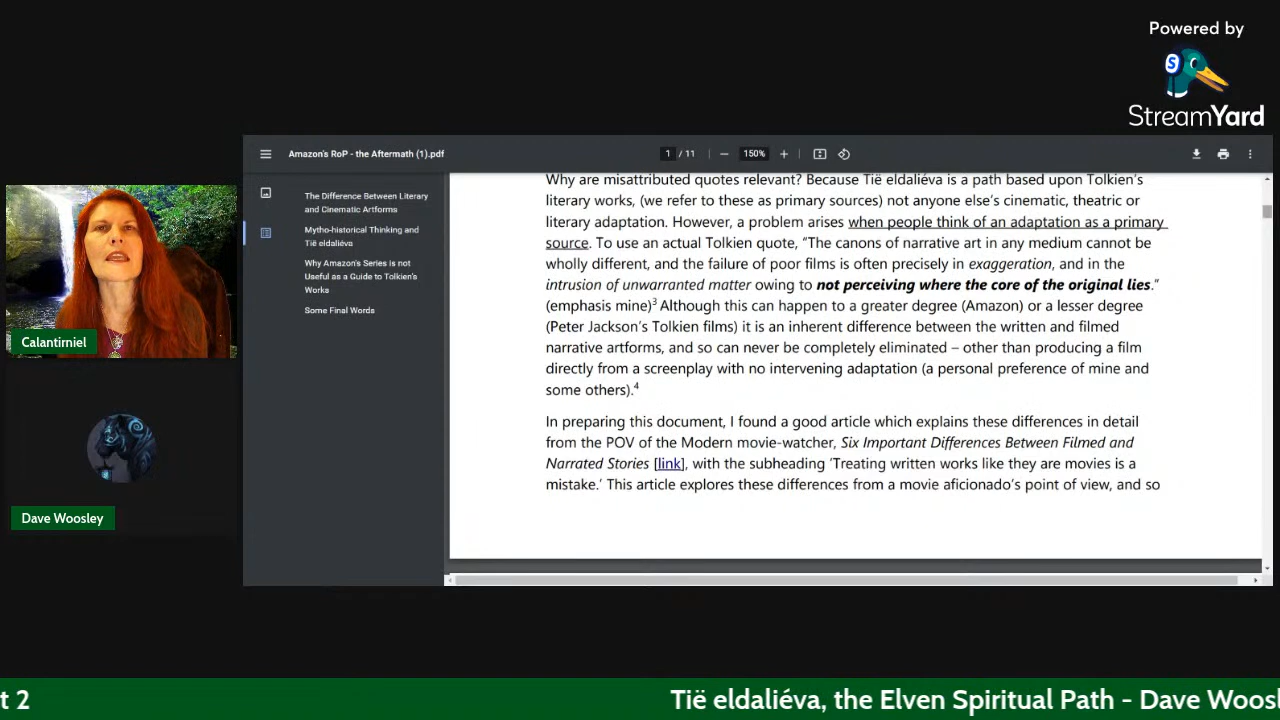 Powered by
S
StreamYard
Amazon's RoP - the Aftermath (1).pdf
1 / 11
150%
The Difference Between Literary
and Cinematic Artforms
Mytho-historical Thinking and
Tië eldaliéva
Why Amazon's Series is not
Useful as a Guide to Tolkien's
Works
Some Final Words
Why are misattributed quotes relevant? Because Tië eldaliéva is a path based upon Tolkien's
literary works, (we refer to these as primary sources) not anyone else's cinematic, theatric or
literary adaptation. However, a problem arises when people think of an adaptation as a primary
source. To use an actual Tolkien quote, “The canons of narrative art in any medium cannot be
wholly different, and the failure of poor films is often precisely in exaggeration, and in the
intrusion of unwarranted matter owing to not perceiving where the core of the original lies.”
(emphasis mine)3 Although this can happen to a greater degree (Amazon) or a lesser degree
(Peter Jackson's Tolkien films) it is an inherent difference between the written and filmed
narrative artforms, and so can never be completely eliminated – other than producing a film
directly from a screenplay with no intervening adaptation (a personal preference of mine and
some others).4
In preparing this document, I found a good article which explains these differences in detail
from the POV of the Modern movie-watcher, Six Important Differences Between Filmed and
Narrated Stories [link], with the subheading ‘Treating written works like they are movies is a
mistake.’ This article explores these differences from a movie aficionado's point of view, and so
Calantirniel
Dave Woosley
t 2
Tië eldaliéva, the Elven Spiritual Path - Dave Woosl